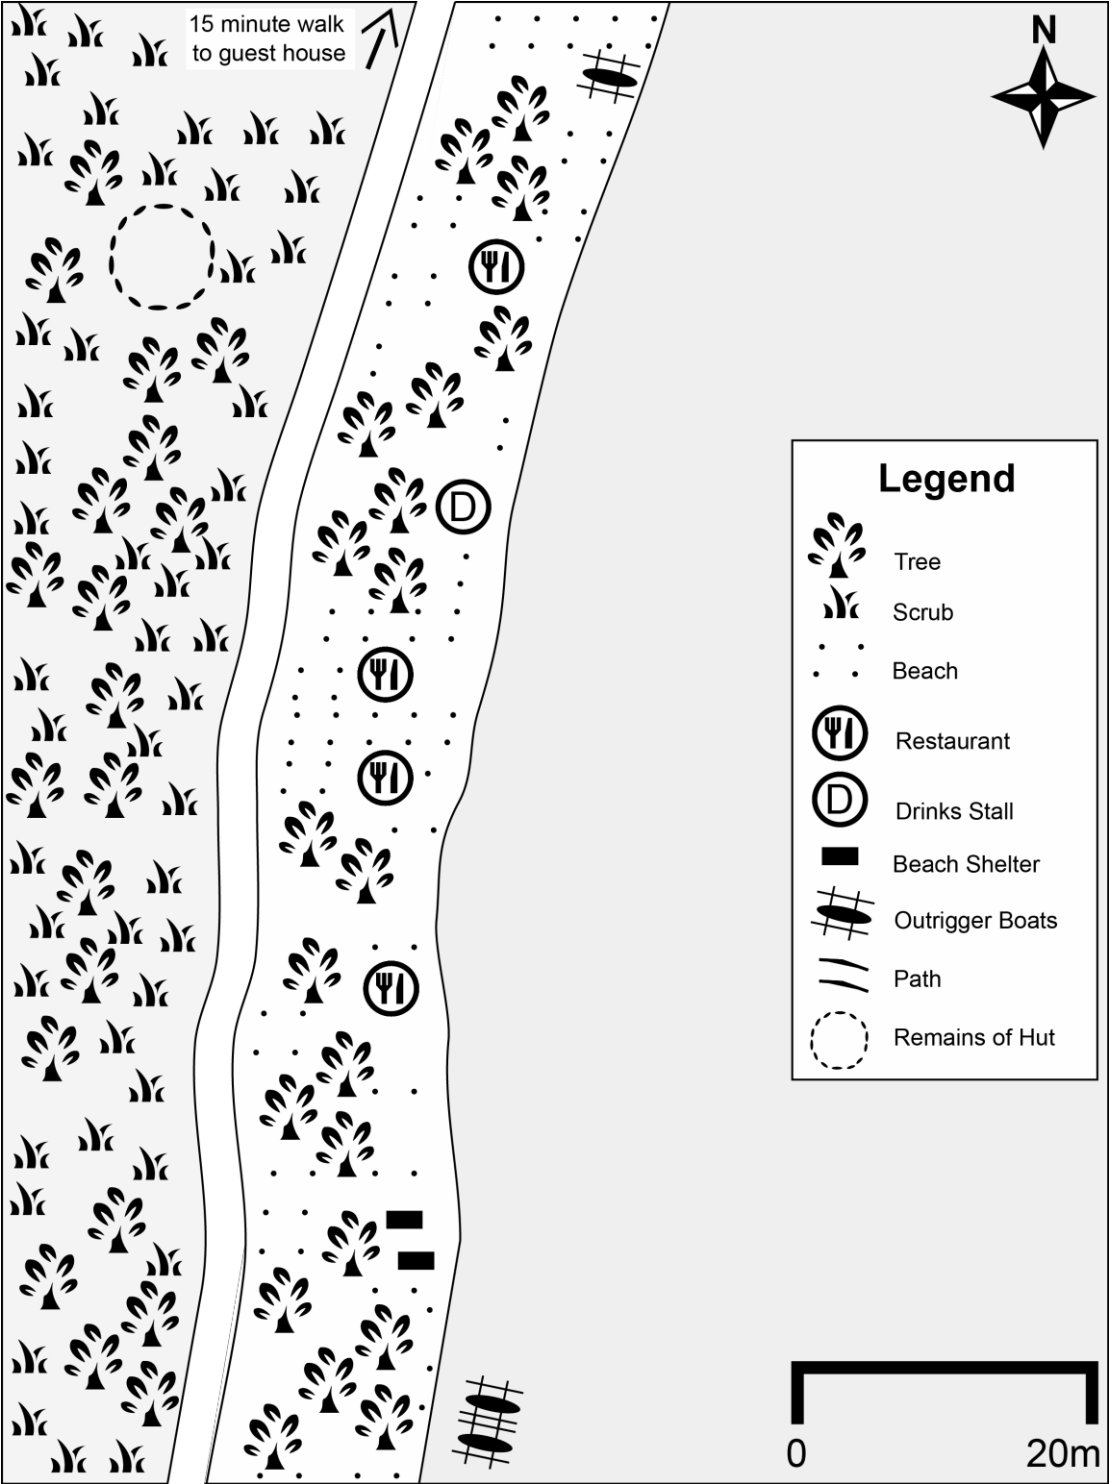 15 minute walk
to guest house
N
D
Legend
Tree
Scrub
Beach
Restaurant
D
Drinks Stall
Beach Shelter
Outrigger Boats
Path
Remains of Hut
0 20m